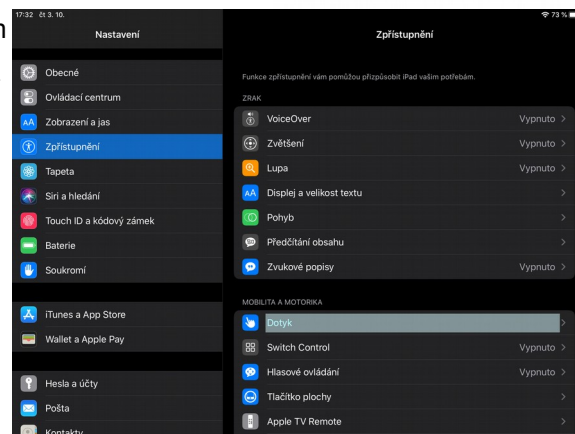 17:32 čt 3. 10.
73 %
Nastavení
Obecné
Ovládací centrum
Zobrazení a jas
Zpřístupnění
Tapeta
Siri a hledání
Touch ID a kódový zámek
Baterie
Soukromí
iTunes a App Store
Wallet a Apple Pay
Hesla a účty
Pošta
Kontakty
Zpřístupnění
Funkce zpřístupnění vám pomůžou přizpůsobit iPad vašim potřebám.
ZRAK
VoiceOver Vypnuto
Zvětšení Vypnuto
Lupa Vypnuto
Displej a velikost textu
Pohyb
Předčítání obsahu
Zvukové popisy Vypnuto
MOBILITA A MOTORIKA
Dotyk
Switch Control Vypnuto
Hlasové ovládání Vypnuto
Tlačítko plochy
Apple TV Remote